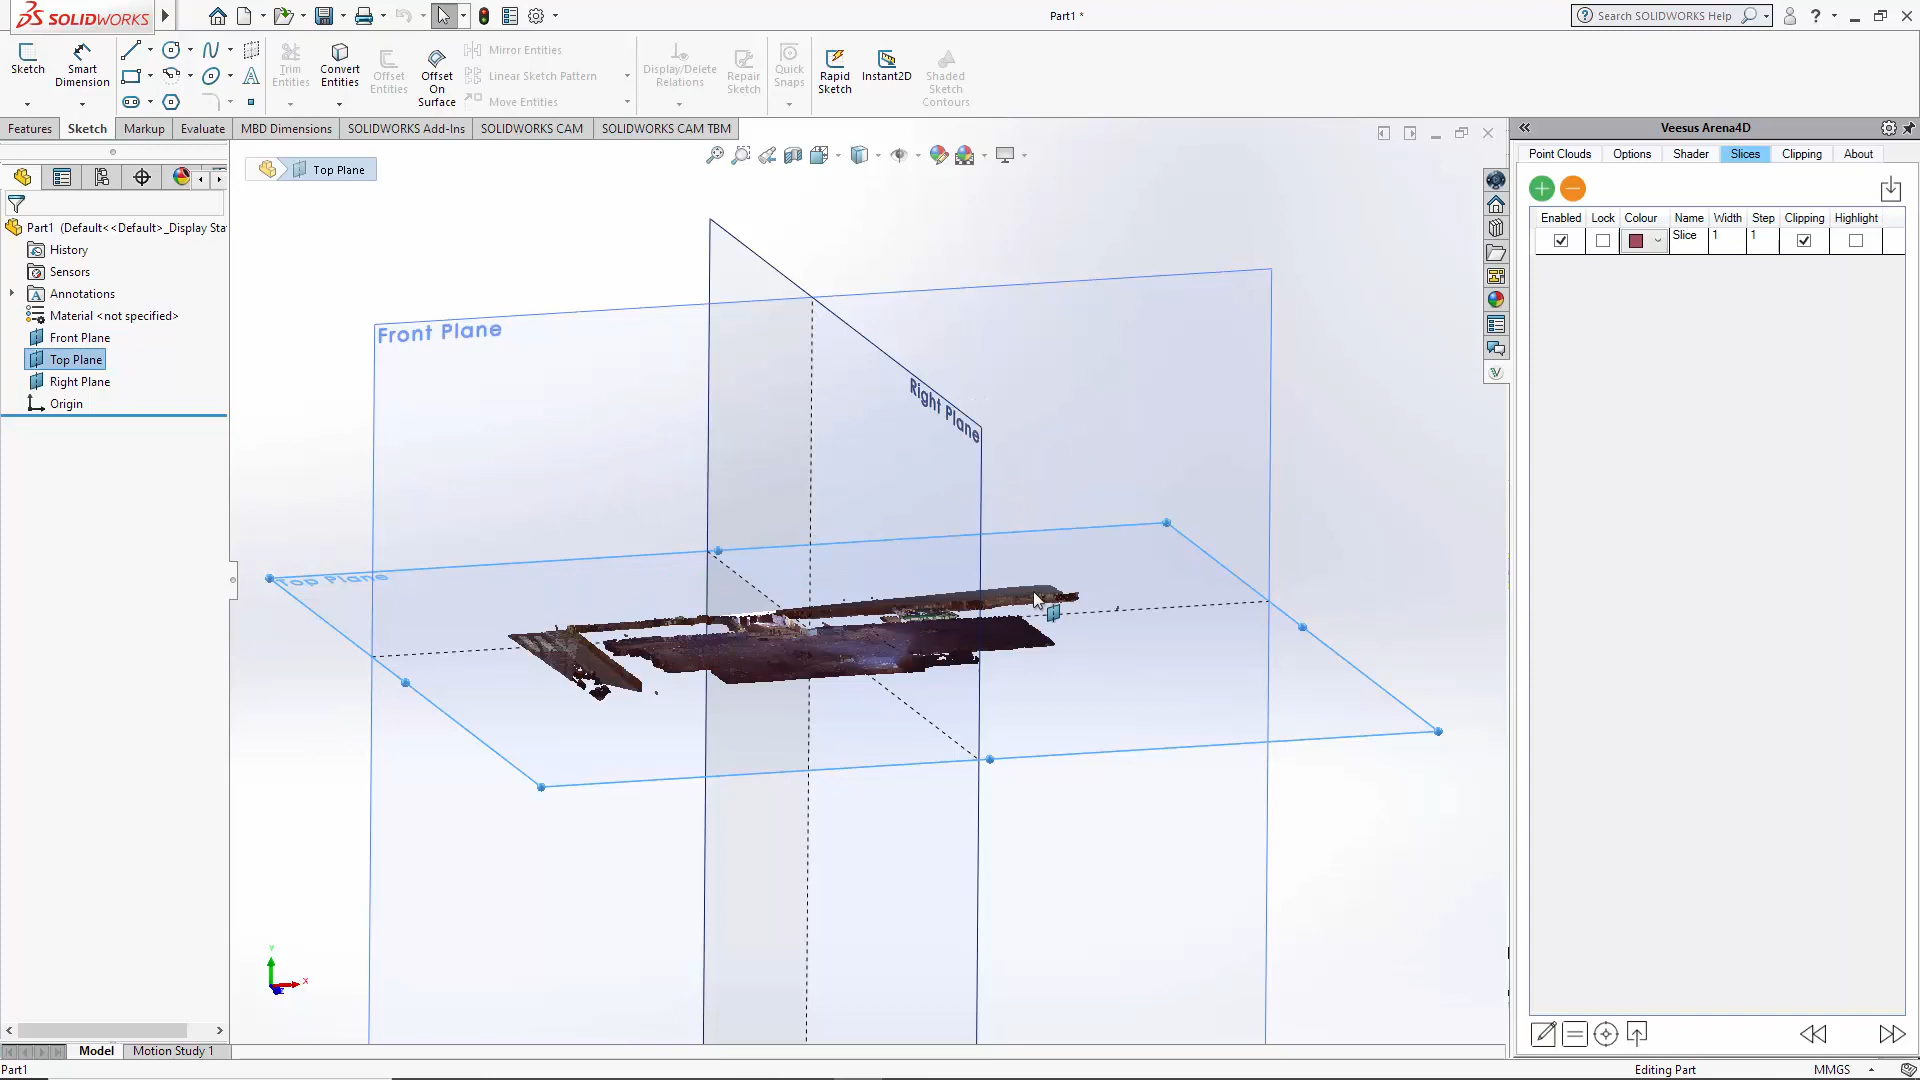 SOLIDWORKS
Part1 *
Search SOLIDWORKS Help
Sketch
Smart Dimension
Trim Entities
Convert Entities
Offset Entities
Offset On Surface
Mirror Entities
Linear Sketch Pattern
Move Entities
Display/Delete Relations
Repair Sketch
Quick Snaps
Rapid Sketch
Instant2D
Shaded Sketch Contours
Features
Sketch
Markup
Evaluate
MBD Dimensions
SOLIDWORKS Add-Ins
SOLIDWORKS CAM
SOLIDWORKS CAM TBM
Part1 (Default<<Default>_Display Sta
History
Sensors
Annotations
Material <not specified>
Front Plane
Top Plane
Right Plane
Origin
Top Plane
Front Plane
Right Plane
Top Plane
Y
X
Veesus Arena4D
Point Clouds
Options
Shader
Slices
Clipping
About
Enabled Lock Colour Name Width Step Clipping Highlight
Slice 1 1
Model
Motion Study 1
Part1
Editing Part
MMGS